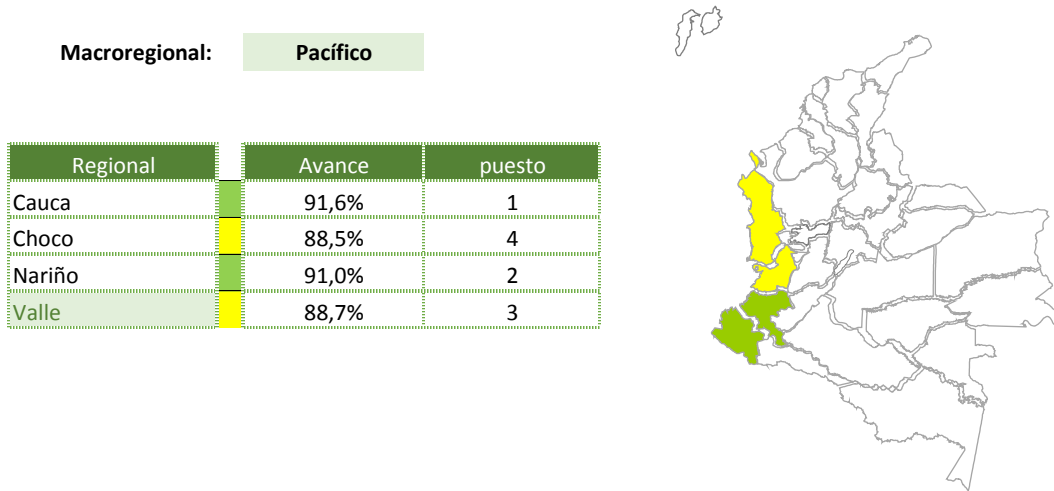 Macroregional: Pacífico
Regional Avance puesto
Cauca 91,6% 1
Choco 88,5% 4
Nariño 91,0% 2
Valle 88,7% 3